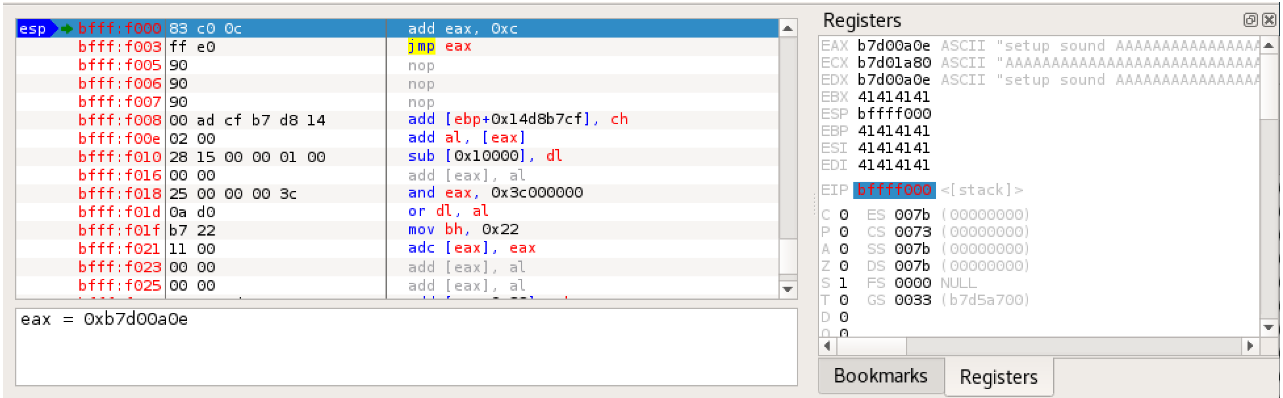 esp bfff:f000 83 c0 0c add eax, 0xc
bfff:f003 ff e0 jmp eax
bfff:f005 90 nop
bfff:f006 90 nop
bfff:f007 90 nop
bfff:f008 00 ad cf b7 d8 14 add [ebp+0x14d8b7cf], ch
bfff:f00e 02 00 add al, [eax]
bfff:f010 28 15 00 00 01 00 sub [0x10000], dl
bfff:f016 00 00 add [eax], al
bfff:f018 25 00 00 00 3c and eax, 0x3c000000
bfff:f01d 0a d0 or dl, al
bfff:f01f b7 22 mov bh, 0x22
bfff:f021 11 00 adc [eax], eax
bfff:f023 00 00 add [eax], al
bfff:f025 00 00 add [eax], al
eax = 0xb7d00a0e
Registers
EAX b7d00a0e ASCII "setup sound AAAAAAAAAAAAAAAAA
ECX b7d01a80 ASCII "AAAAAAAAAAAAAAAAAAAAAAAAAAAAA
EDX b7d00a0e ASCII "setup sound AAAAAAAAAAAAAAAAA
EBX 41414141
ESP bffff000
EBP 41414141
ESI 41414141
EDI 41414141
EIP bffff000 <[stack]>
C 0 ES 007b (00000000)
P 0 CS 0073 (00000000)
A 0 SS 007b (00000000)
Z 0 DS 007b (00000000)
S 1 FS 0000 NULL
T 0 GS 0033 (b7d5a700)
D 0
O 0
Bookmarks
Registers